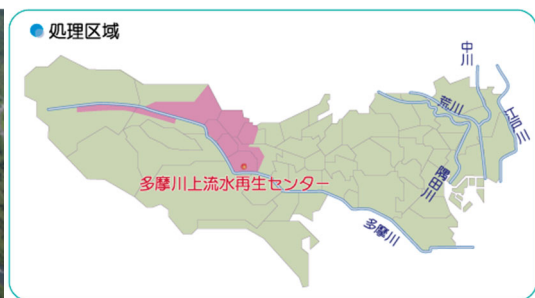 処理区域
中川
荒川
江戸川
隅田川
多摩川上流水再生センター
多摩川